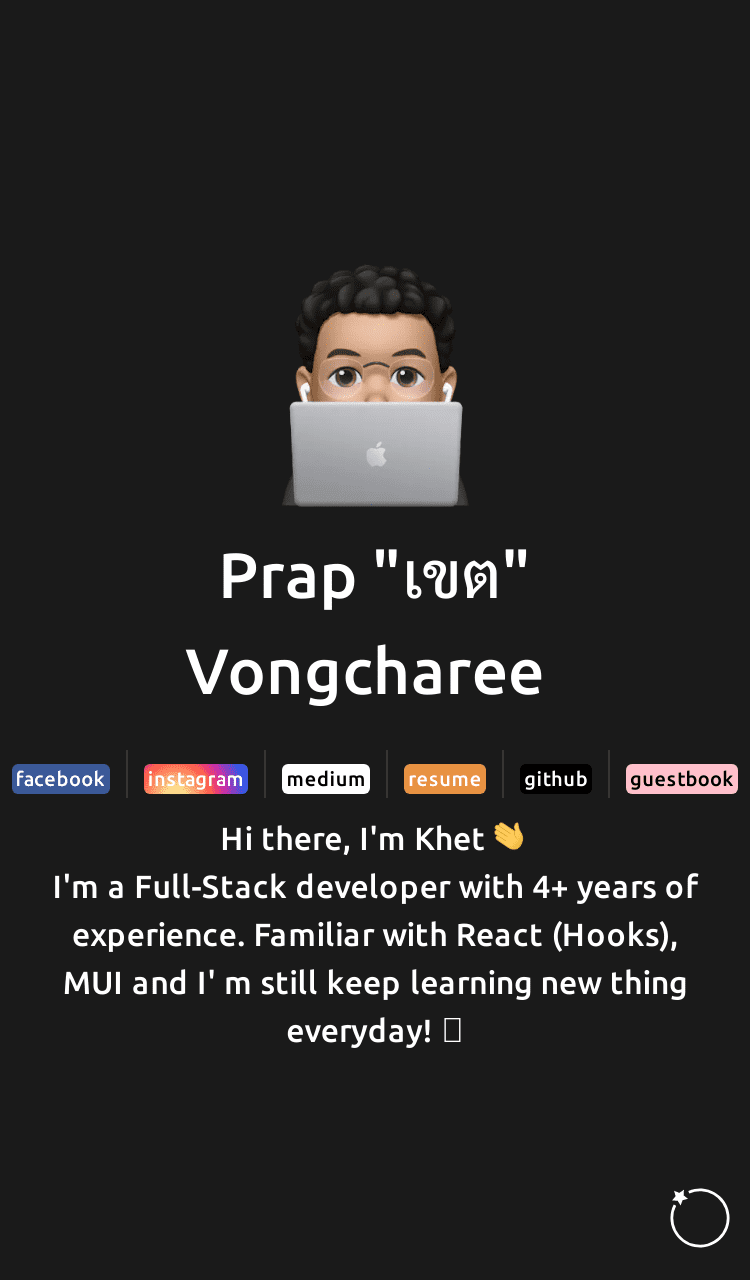 Prap "เขต"
Vongcharee
facebook instagram medium resume github guestbook
Hi there, I'm Khet 👋
I'm a Full-Stack developer with 4+ years of
experience. Familiar with React (Hooks),
MUI and I' m still keep learning new thing
everyday!